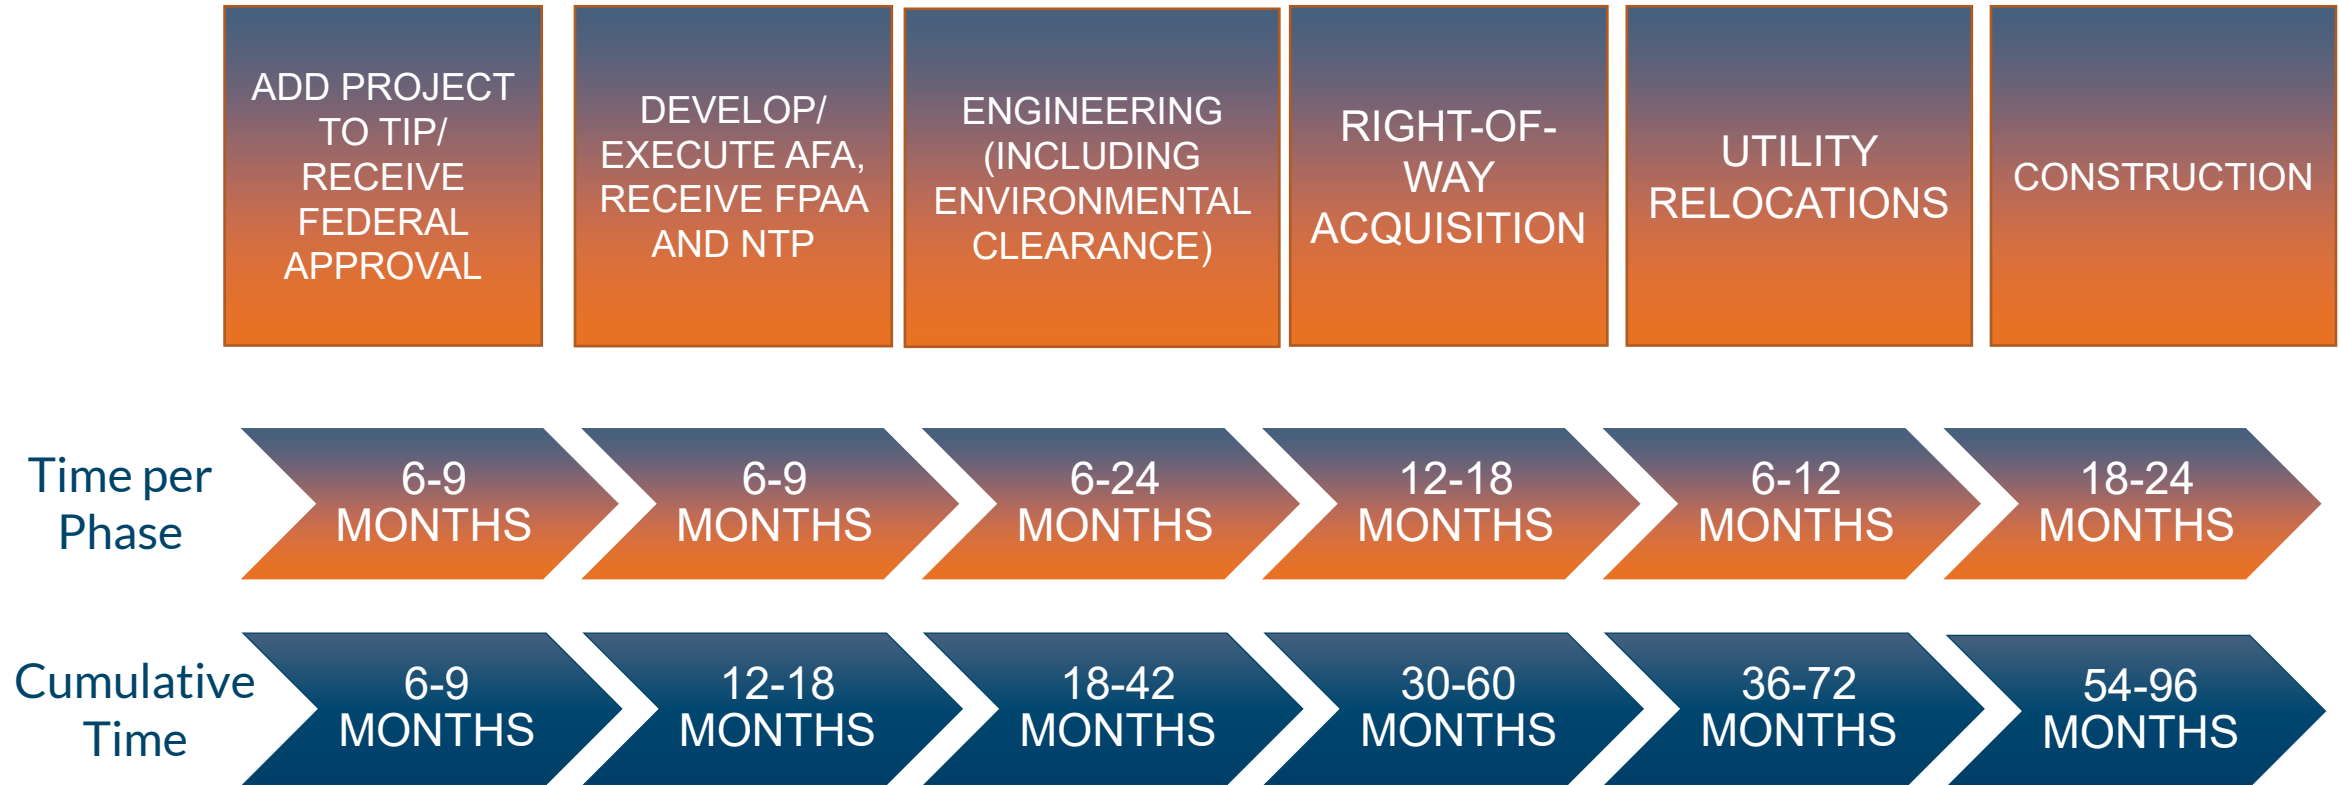 ADD PROJECT
TO TIP/
RECEIVE
FEDERAL
APPROVAL
DEVELOP/
EXECUTE AFA,
RECEIVE FPAA
AND NTP
ENGINEERING
(INCLUDING
ENVIRONMENTAL
CLEARANCE)
RIGHT-OF-
WAY
ACQUISITION
UTILITY
RELOCATIONS
CONSTRUCTION
Time per
Phase
6-9
MONTHS
6-9
MONTHS
6-24
MONTHS
12-18
MONTHS
6-12
MONTHS
18-24
MONTHS
Cumulative
Time
6-9
MONTHS
12-18
MONTHS
18-42
MONTHS
30-60
MONTHS
36-72
MONTHS
54-96
MONTHS